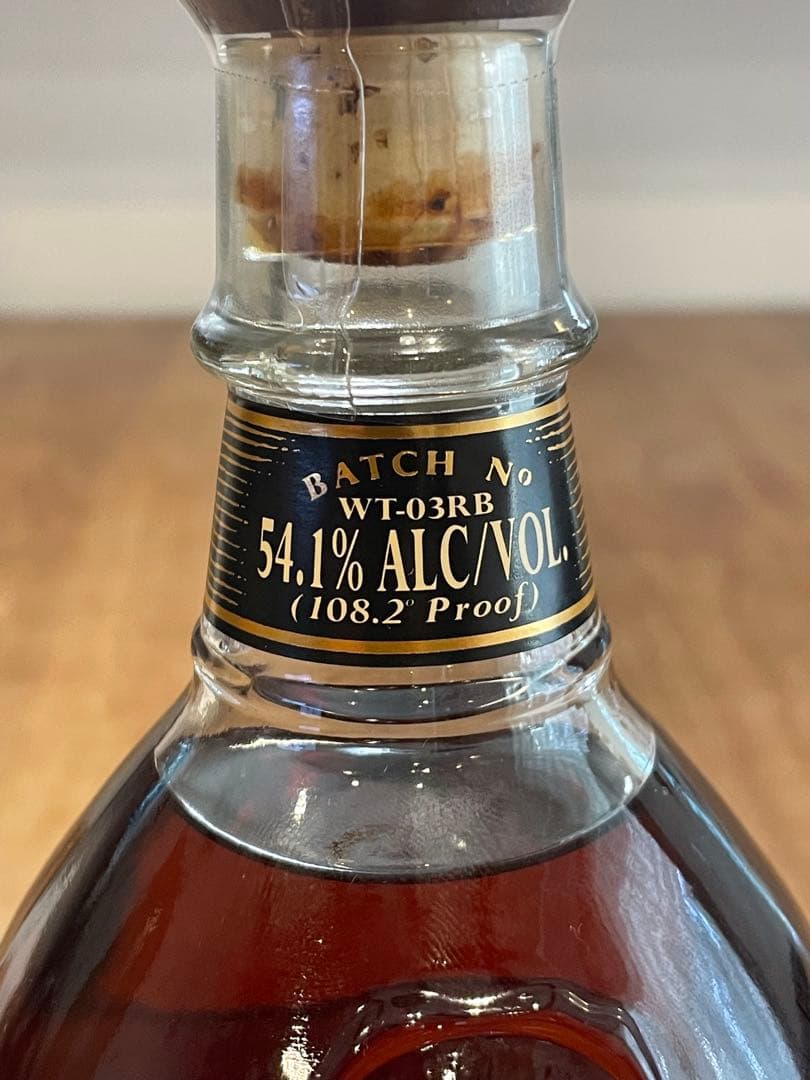 BATCH No
WT-03RB
54.1% ALC/VOL.
(108.2° Proof)